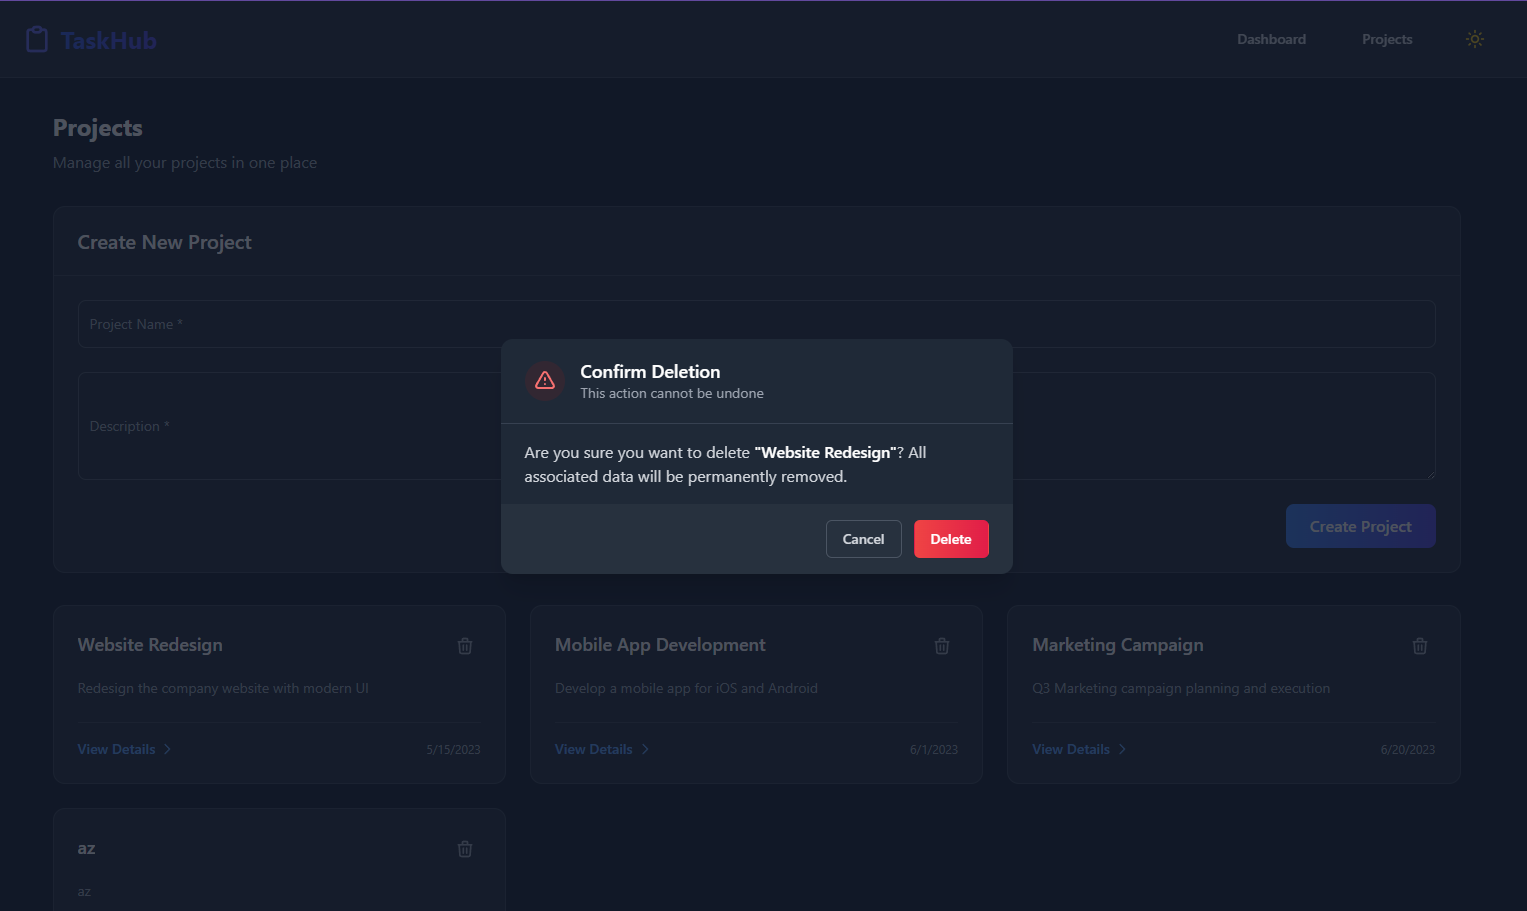 TaskHub
Dashboard
Projects
Projects
Manage all your projects in one place
Create New Project
Project Name *
Description *
Create Project
Confirm Deletion
This action cannot be undone
Are you sure you want to delete "Website Redesign"? All
associated data will be permanently removed.
Cancel
Delete
Website Redesign
Redesign the company website with modern UI
View Details
5/15/2023
Mobile App Development
Develop a mobile app for iOS and Android
View Details
6/1/2023
Marketing Campaign
Q3 Marketing campaign planning and execution
View Details
6/20/2023
az
az